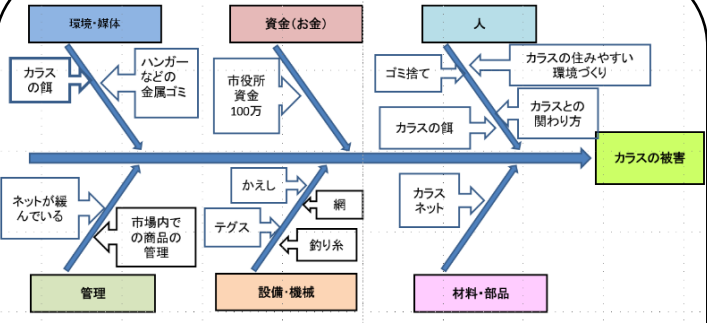 環境・媒体
資金(お金)
人
カラス
の餌
ハンガー
などの
金属ゴミ
市役所
資金
100万
ゴミ捨て
カラスの住みやすい
環境づくり
カラスの餌
カラスとの
関わり方
カラスの被害
ネットが緩
んでいる
市場内で
の商品の
管理
かえし
網
テグス
釣り糸
カラス
ネット
管理
設備・機械
材料・部品